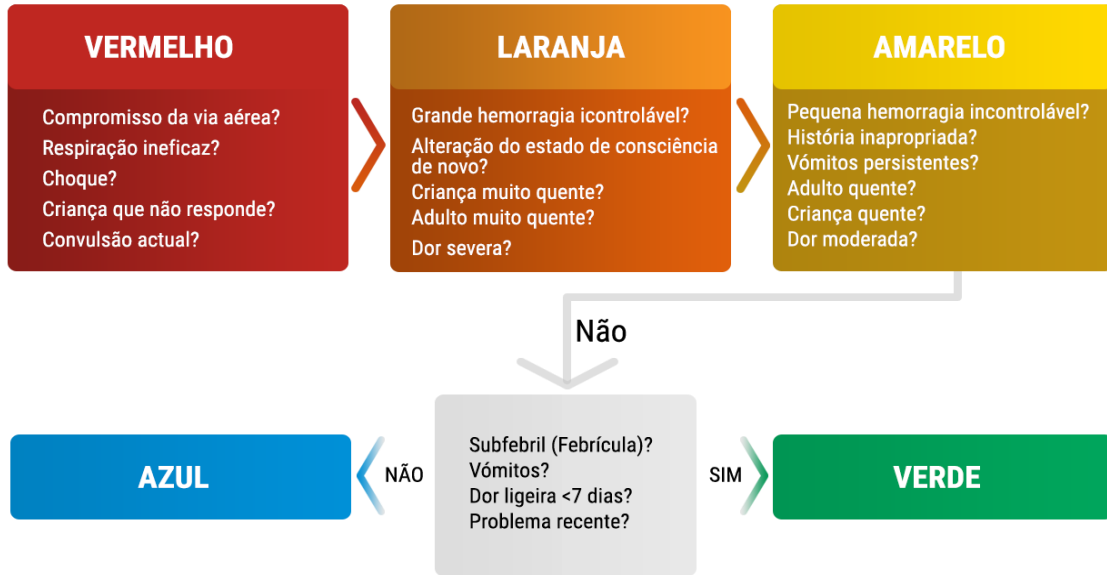 VERMELHO
Compromisso da via aérea?
Respiração ineficaz?
Choque?
Criança que não responde?
Convulsão actual?
LARANJA
Grande hemorragia icontrolável?
Alteração do estado de consciência
de novo?
Criança muito quente?
Adulto muito quente?
Dor severa?
AMARELO
Pequena hemorragia incontrolável?
História inapropriada?
Vómitos persistentes?
Adulto quente?
Criança quente?
Dor moderada?
Não
AZUL
NÃO
Subfebril (Febrícula)?
Vómitos?
Dor ligeira <7 dias?
Problema recente?
SIM
VERDE